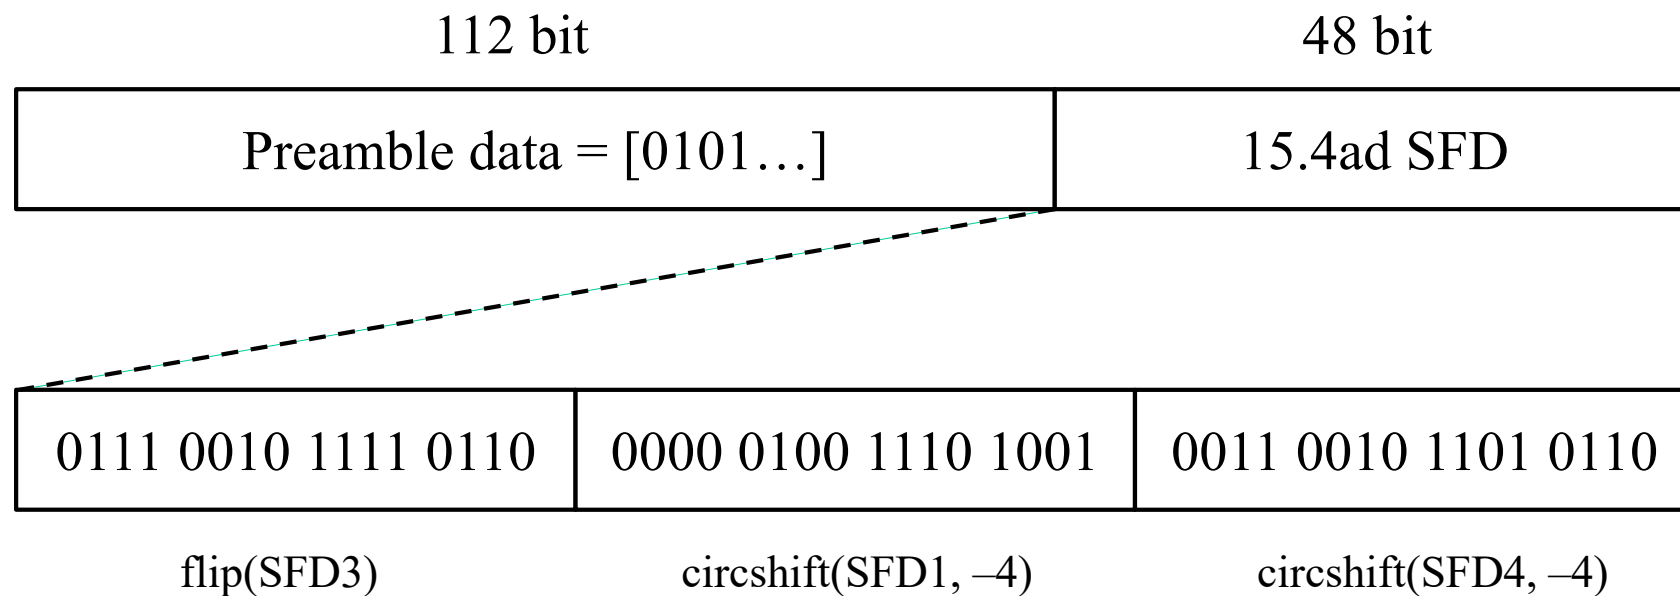 112 bit 48 bit
Preamble data = [0101…] 15.4ad SFD
0111 0010 1111 0110 0000 0100 1110 1001 0011 0010 1101 0110
flip(SFD3) circshift(SFD1, –4) circshift(SFD4, –4)